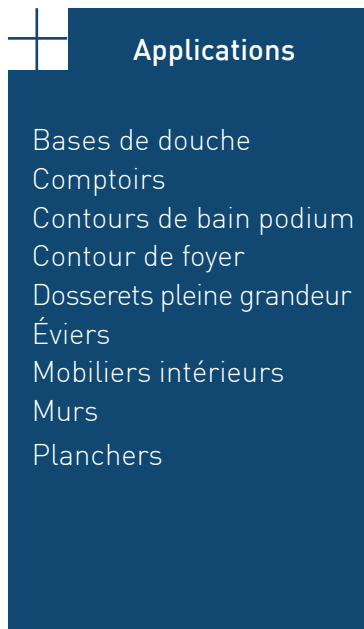 Applications
Bases de douche
Comptoirs
Contours de bain podium
Contour de foyer
Dosserets pleine grandeur
Éviers
Mobiliers intérieurs
Murs
Planchers